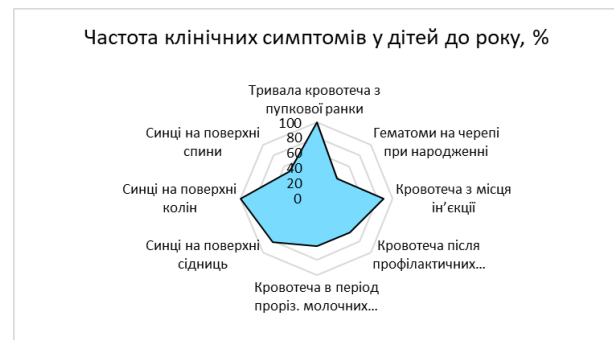 Частота клінічних симптомів у дітей до року, %
Тривала кровотеча з
пупкової ранки
Гематоми на черепі
при народженні
Кровотеча з місця
ін’єкції
Кровотеча після
профілактичних...
Кровотеча в період
проріз. молочних...
Синці на поверхні
сідниць
Синці на поверхні
колін
Синці на поверхні
спини
100
80
60
40
20
0